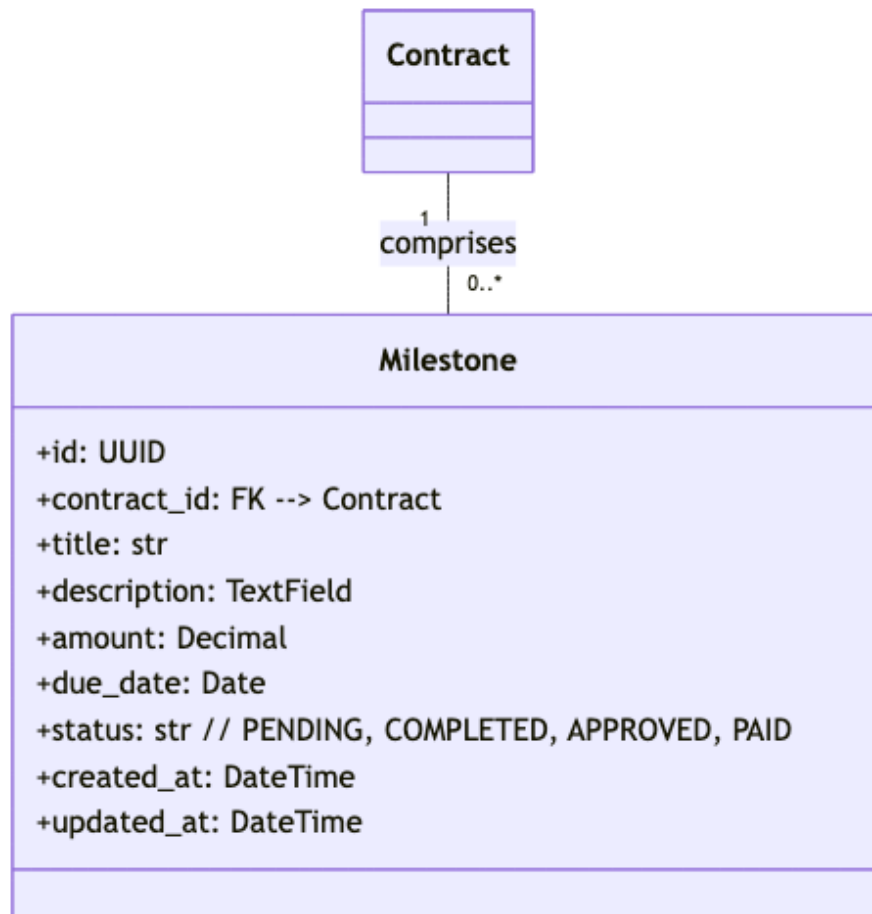 Contract
1
comprises
0..*
Milestone
+id: UUID
+contract_id: FK --> Contract
+title: str
+description: TextField
+amount: Decimal
+due_date: Date
+status: str // PENDING, COMPLETED, APPROVED, PAID
+created_at: DateTime
+updated_at: DateTime